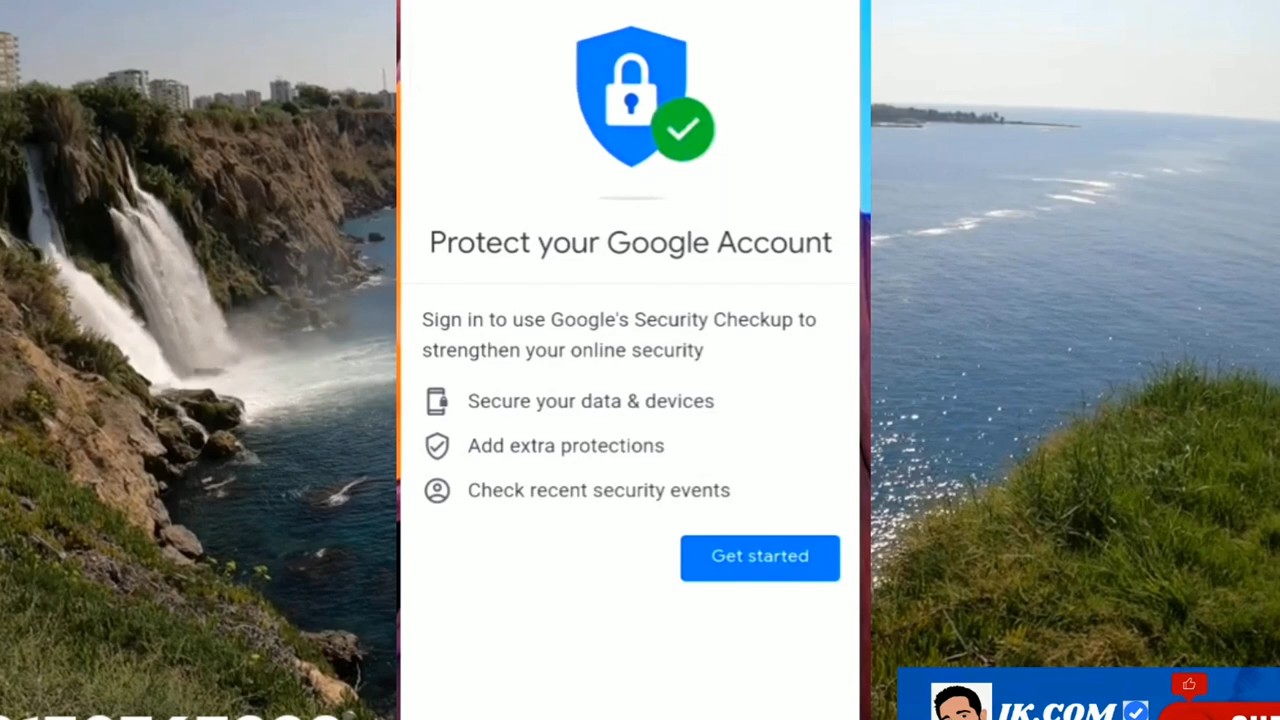 Protect your Google Account
Sign in to use Google's Security Checkup to
strengthen your online security
Secure your data & devices
Add extra protections
Check recent security events
Get started